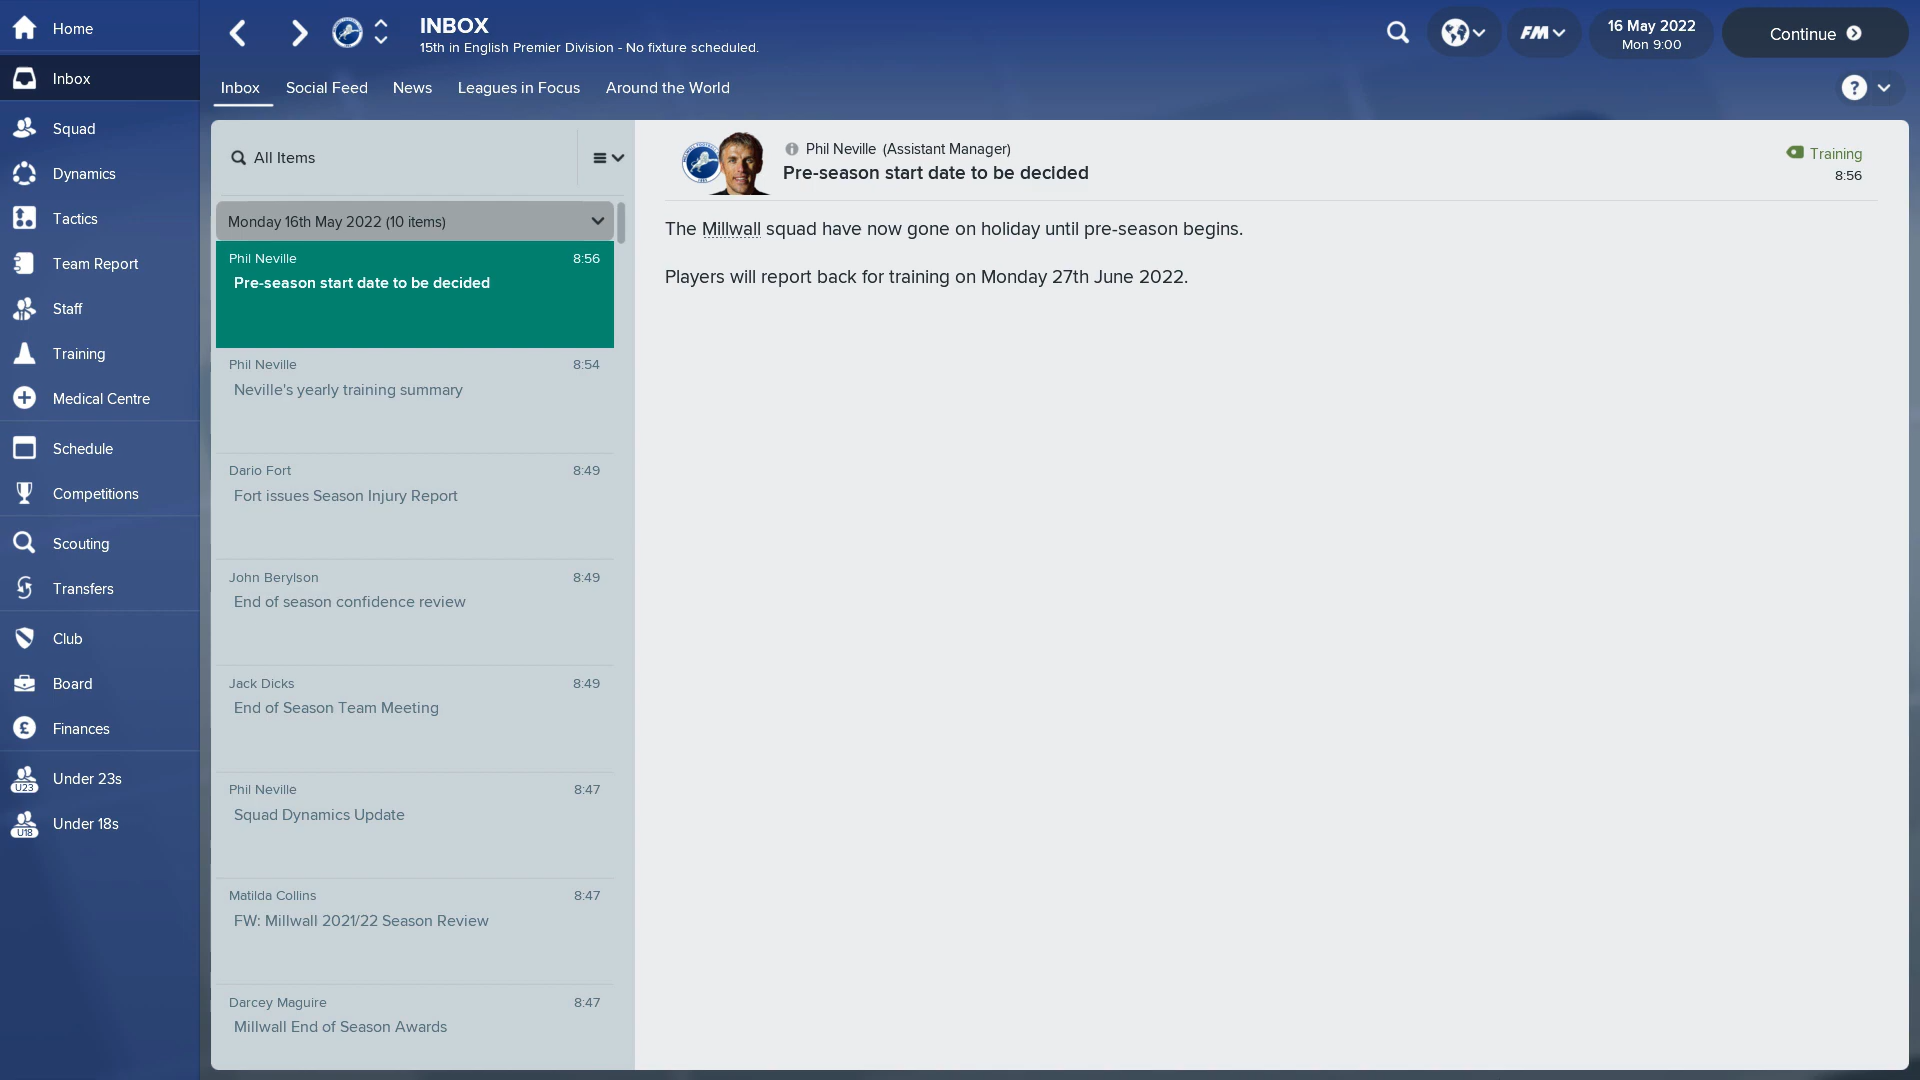 Home
Inbox
Squad
Dynamics
Tactics
Team Report
Staff
Training
Medical Centre
Schedule
Competitions
Scouting
Transfers
Club
Board
Finances
U23
Under 23s
U18
Under 18s
INBOX
15th in English Premier Division - No fixture scheduled.
FM
16 May 2022
Mon 9:00
Continue
Inbox
Social Feed
News
Leagues in Focus
Around the World
?
All Items
Monday 16th May 2022 (10 items)
Phil Neville 8:56
Pre-season start date to be decided
Phil Neville 8:54
Neville's yearly training summary
Dario Fort 8:49
Fort issues Season Injury Report
John Berylson 8:49
End of season confidence review
Jack Dicks 8:49
End of Season Team Meeting
Phil Neville 8:47
Squad Dynamics Update
Matilda Collins 8:47
FW: Millwall 2021/22 Season Review
Darcey Maguire 8:47
Millwall End of Season Awards
Phil Neville (Assistant Manager)
Pre-season start date to be decided
Training
8:56
The Millwall squad have now gone on holiday until pre-season begins.
Players will report back for training on Monday 27th June 2022.